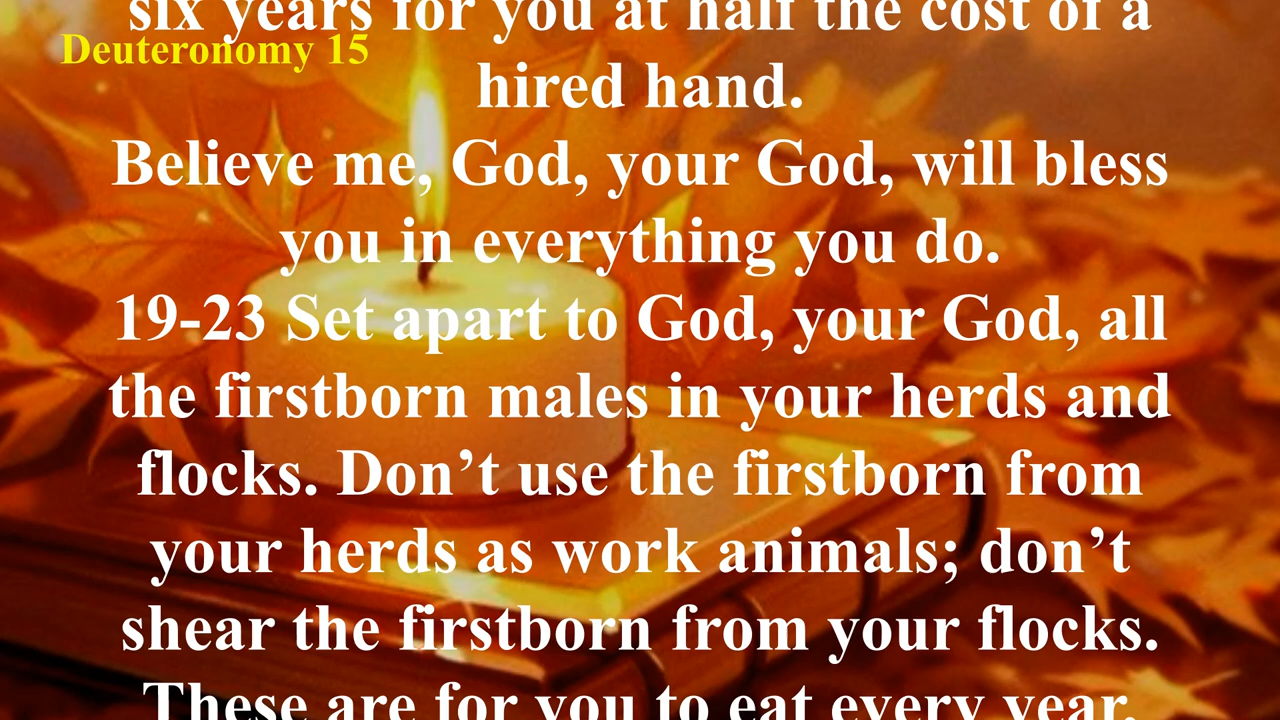 six years for you at half the cost of a
Deuteronomy 15
hired hand.
Believe me, God, your God, will bless
you in everything you do.
19-23 Set apart to God, your God, all
the firstborn males in your herds and
flocks. Don’t use the firstborn from
your herds as work animals; don’t
shear the firstborn from your flocks.
These are for you to eat every year,